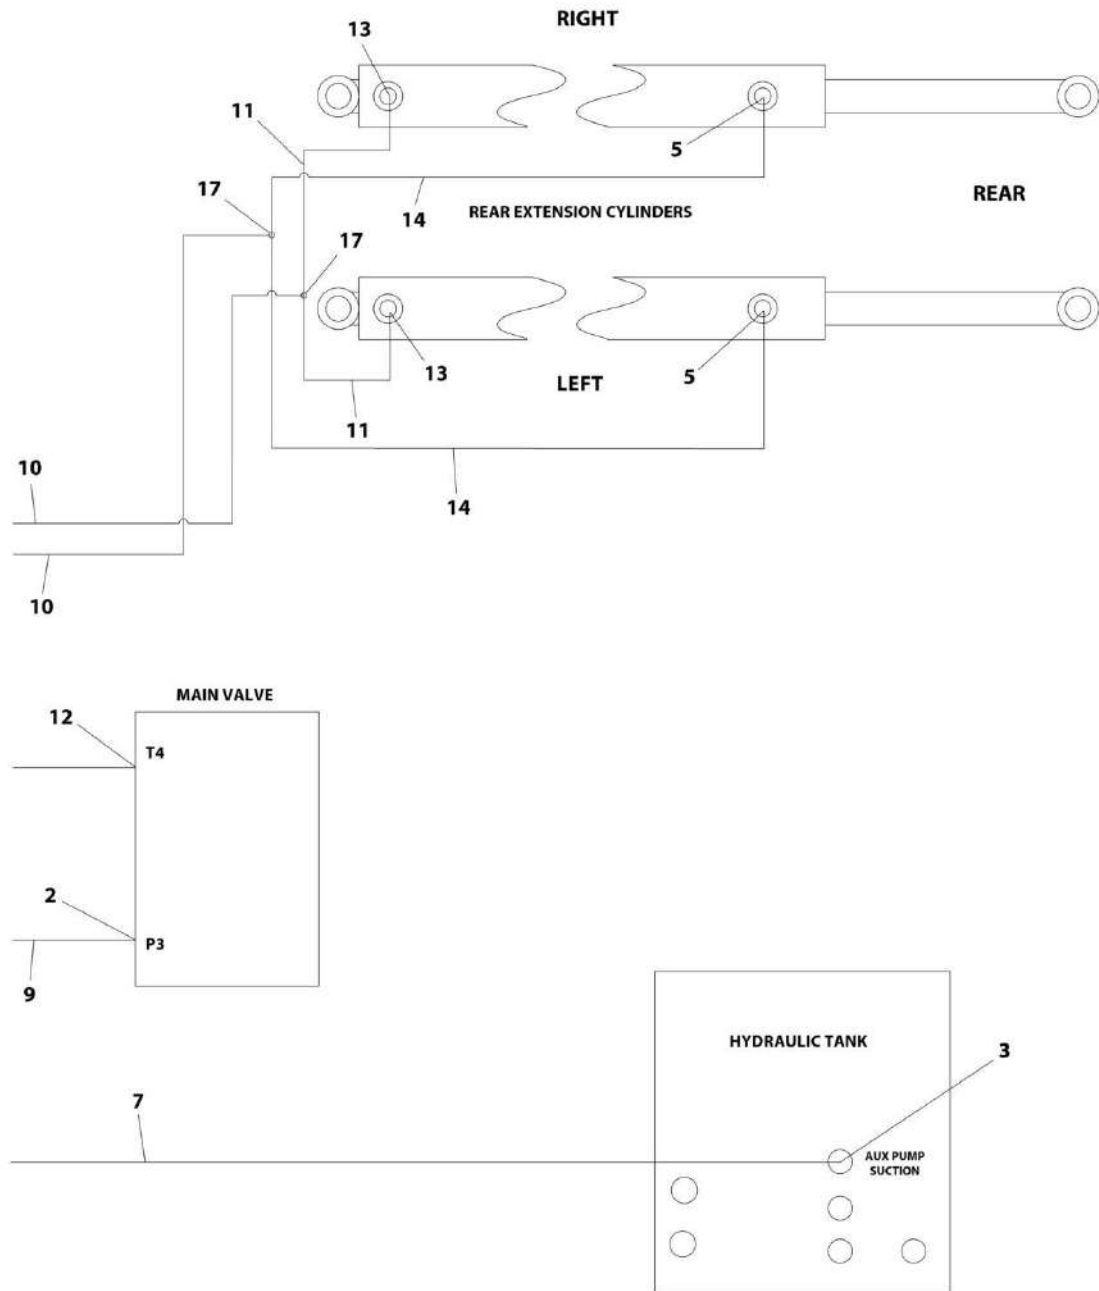 RIGHT
13
11
5
17
14
REAR EXTENSION CYLINDERS
REAR
17
13
5
LEFT
11
10
14
10
MAIN VALVE
12
T4
2
P3
9
HYDRAULIC TANK
3
7
AUX PUMP
SUCTION